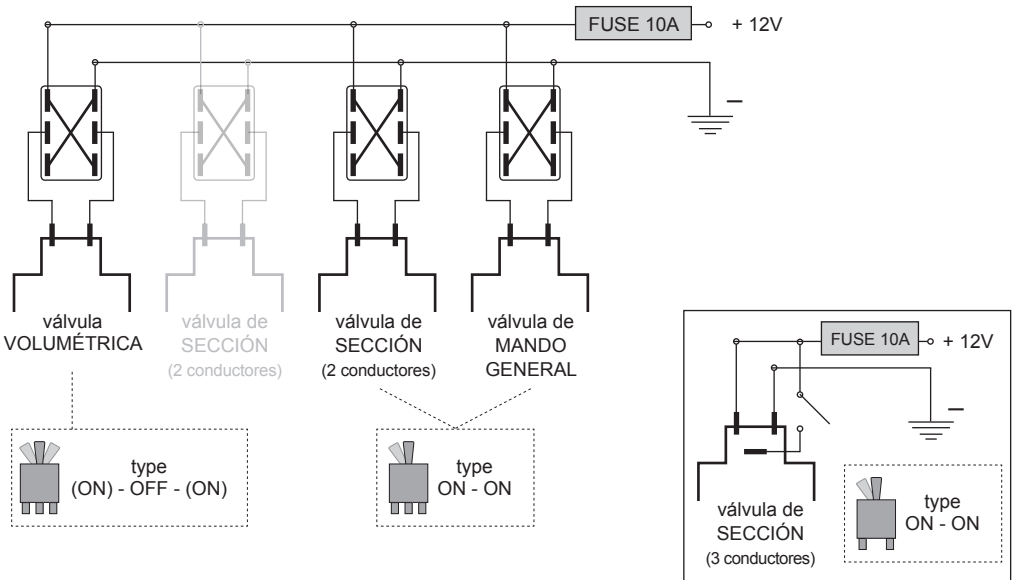 FUSE 10A
+ 12V
–
válvula
VOLUMÉTRICA
válvula de
SECCIÓN
(2 conductores)
válvula de
SECCIÓN
(2 conductores)
válvula de
MANDO
GENERAL
type
(ON) - OFF - (ON)
type
ON - ON
FUSE 10A
+ 12V
–
válvula de
SECCIÓN
(3 conductores)
type
ON - ON